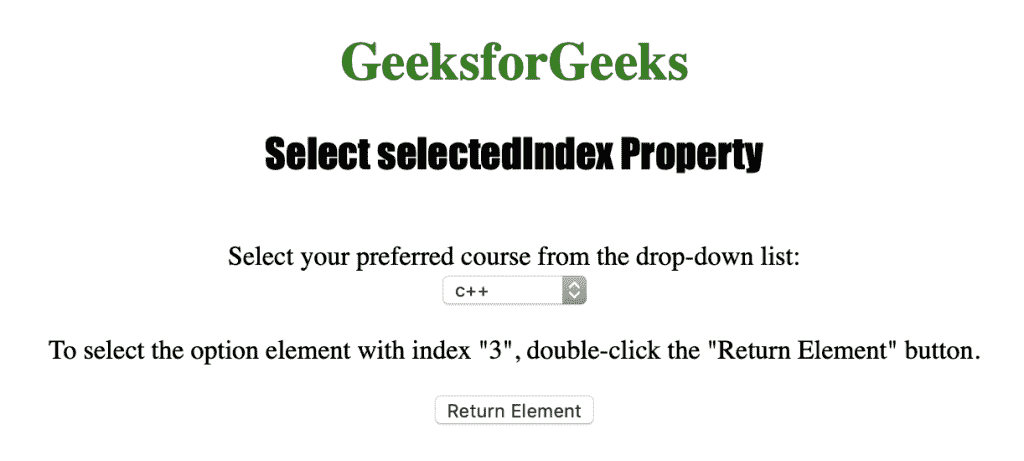 GeeksforGeeks
Select selectedIndex Property
Select your preferred course from the drop-down list:
c++
To select the option element with index "3", double-click the "Return Element" button.
Return Element